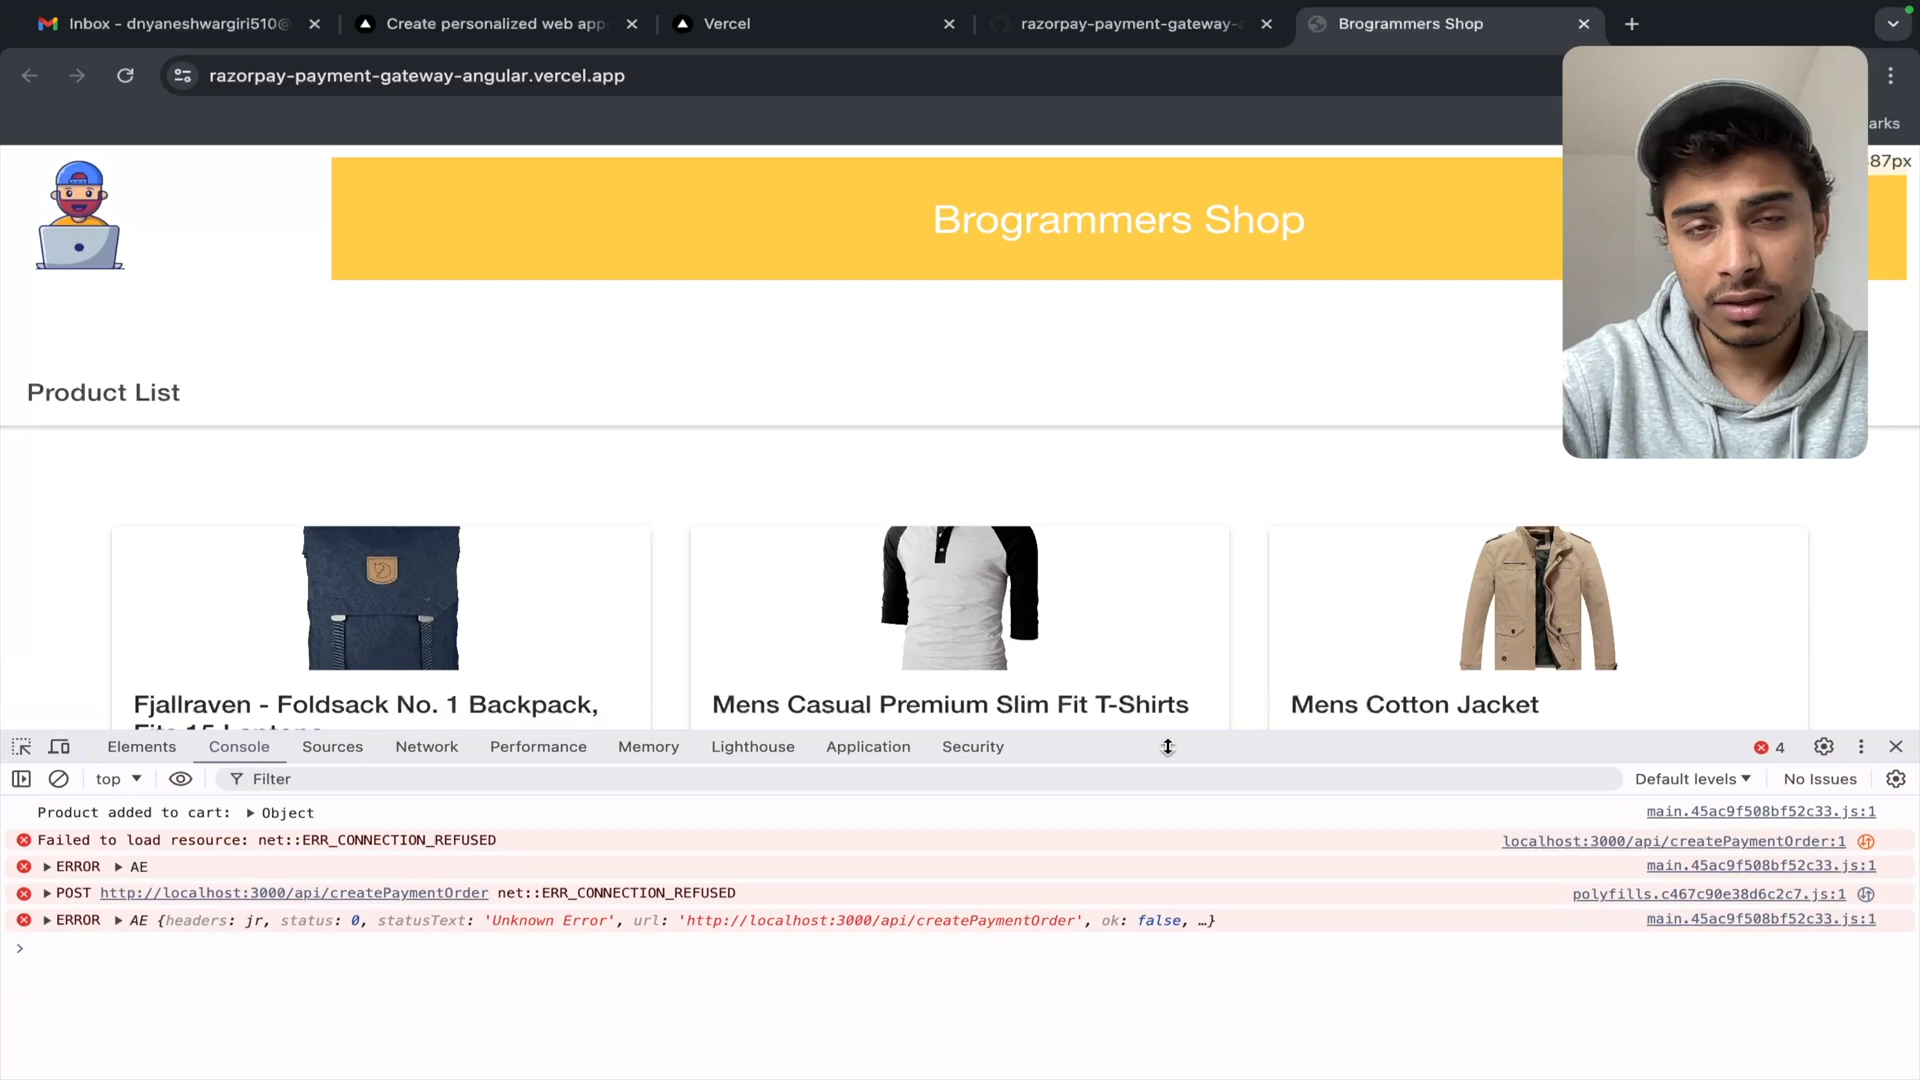 Inbox - dnyaneshwargiri510@
Create personalized web app
Vercel
razorpay-payment-gateway-a
Brogrammers Shop
razorpay-payment-gateway-angular.vercel.app
arks
87px
Brogrammers Shop
Product List
Fjallraven - Foldsack No. 1 Backpack,
Fits 15 Laptops
Mens Casual Premium Slim Fit T-Shirts
Mens Cotton Jacket
Elements Console Sources Network Performance Memory Lighthouse Application Security 4
top Filter Default levels No Issues
Product added to cart: Object main.45ac9f508bf52c33.js:1
Failed to load resource: net::ERR_CONNECTION_REFUSED localhost:3000/api/createPaymentOrder:1
ERROR AE main.45ac9f508bf52c33.js:1
POST http://localhost:3000/api/createPaymentOrder net::ERR_CONNECTION_REFUSED polyfills.c467c90e38d6c2c7.js:1
ERROR AE {headers: jr, status: 0, statusText: 'Unknown Error', url: 'http://localhost:3000/api/createPaymentOrder', ok: false, …} main.45ac9f508bf52c33.js:1